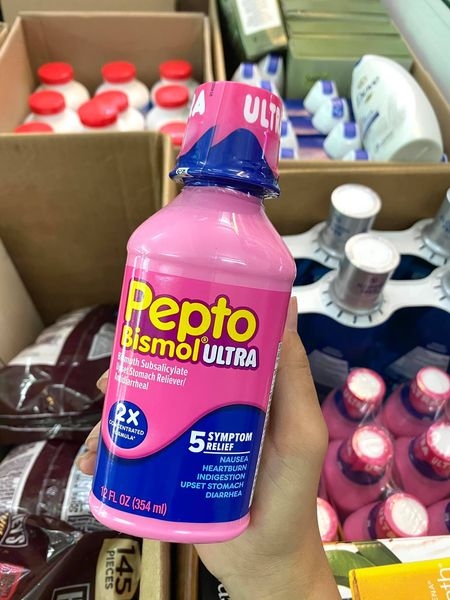 ULTR
Pepto
Bismol® ULTRA
Bismuth Subsalicylate
Upset Stomach Reliever/
Antidiarrheal
2X
CONCENTRATED
FORMULA*
5 SYMPTOM
RELIEF
NAUSEA
HEARTBURN
INDIGESTION
UPSET STOMACH
DIARRHEA
12 FL OZ (354 ml)
145
PIECES